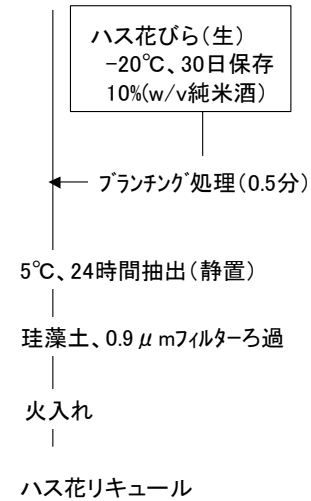 ハス花びら（生）
-20℃、30日保存
10%(w/v純米酒）
ﾌﾞランチンｸﾞ処理（0.5分）
5℃、24時間抽出（静置）
珪藻土、0.9μmﾌｨﾙﾀｰろ過
火入れ
ハス花リキュール